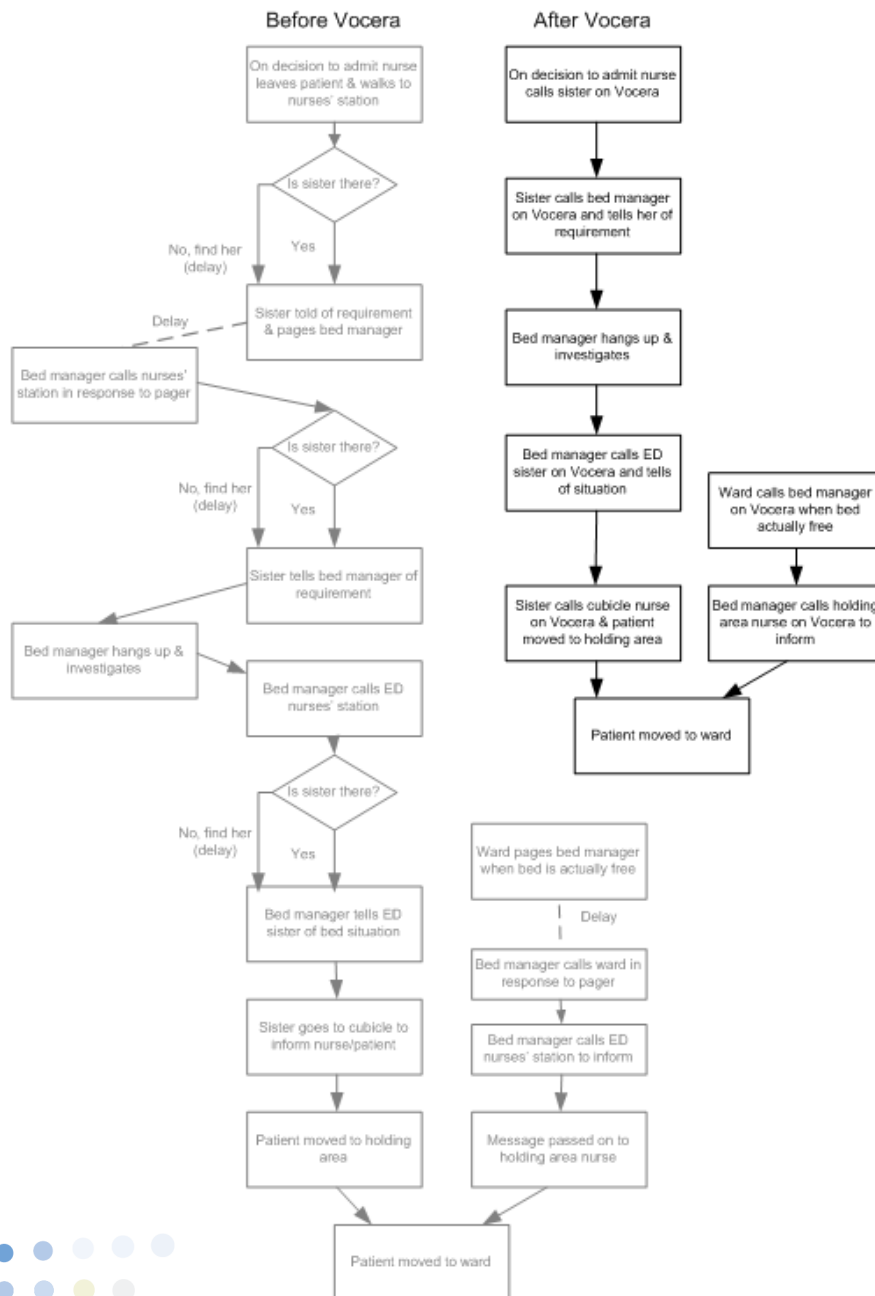 Before Vocera
On decision to admit nurse
leaves patient & walks to
nurses' station
Is sister there?
No, find her
(delay)
Yes
Sister told of requirement
& pages bed manager
Delay
Bed manager calls nurses'
station in response to pager
Is sister there?
No, find her
(delay)
Yes
Sister tells bed manager of
requirement
Bed manager hangs up &
investigates
Bed manager calls ED
nurses' station
Is sister there?
No, find her
(delay)
Yes
Bed manager tells ED
sister of bed situation
Sister goes to cubicle to
inform nurse/patient
Patient moved to holding
area
Ward pages bed manager
when bed is actually free
Delay
Bed manager calls ward in
response to pager
Bed manager calls ED
nurses' station to inform
Message passed on to
holding area nurse
Patient moved to ward
After Vocera
On decision to admit nurse
calls sister on Vocera
Sister calls bed manager
on Vocera and tells her of
requirement
Bed manager hangs up &
investigates
Bed manager calls ED
sister on Vocera and tells
of situation
Sister calls cubicle nurse
on Vocera & patient
moved to holding area
Ward calls bed manager
on Vocera when bed
actually free
Bed manager calls holding
area nurse on Vocera to
inform
Patient moved to ward